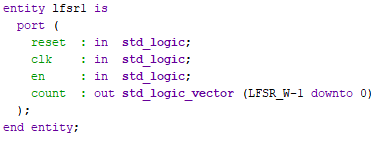 entity lfsr1 is
  port (
    reset  : in  std_logic;
    clk    : in  std_logic;
    en     : in  std_logic;
    count  : out std_logic_vector (LFSR_W-1 downto 0)
  );
end entity;